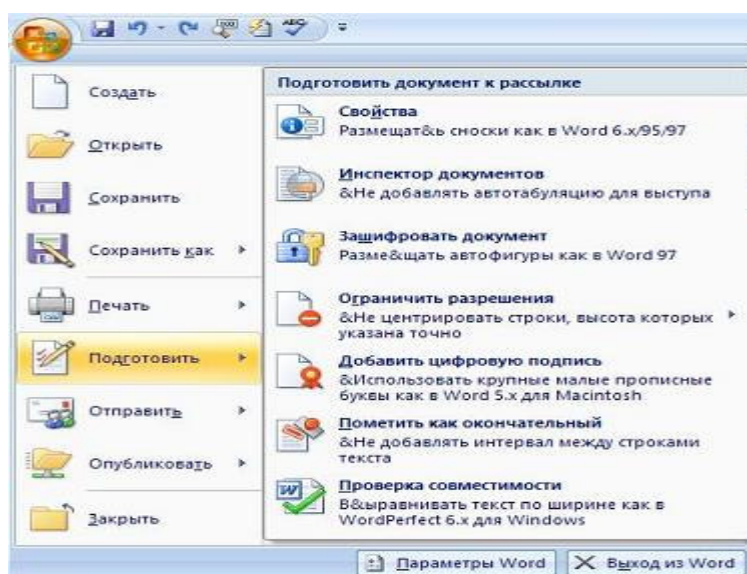 Создать
Открыть
Сохранить
Сохранить как
Печать
Подготовить
Отправить
Опубликовать
Закрыть
Подготовить документ к рассылке
Свойства
Размещат&ь сноски как в Word 6.x/95/97
Инспектор документов
&Не добавлять автотабуляцию для выступа
Зашифровать документ
Разме&щать автофигуры как в Word 97
Ограничить разрешения
&Не центрировать строки, высота которых
указана точно
Добавить цифровую подпись
&Использовать крупные малые прописные
буквы как в Word 5.x для Macintosh
Пометить как окончательный
&Не добавлять интервал между строками
текста
Проверка совместимости
В&ыравнивать текст по ширине как в
WordPerfect 6.x для Windows
Параметры Word
Выход из Word